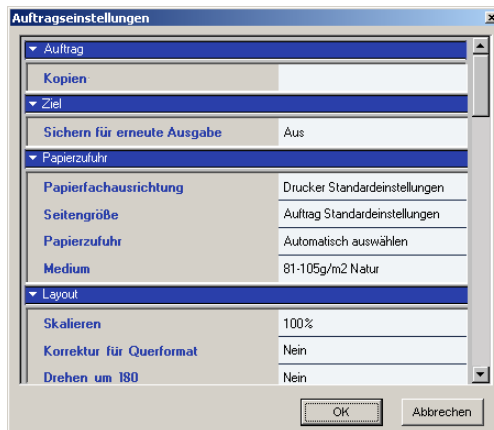 Auftragseinstellungen
Auftrag
Kopien
Ziel
Sichern für erneute Ausgabe Aus
Papierzufuhr
Papierfachausrichtung Drucker Standardeinstellungen
Seitengröße Auftrag Standardeinstellungen
Papierzufuhr Automatisch auswählen
Medium 81-105g/m2 Natur
Layout
Skalieren 100%
Korrektur für Querformat Nein
Drehen um 180 Nein
OK Abbrechen